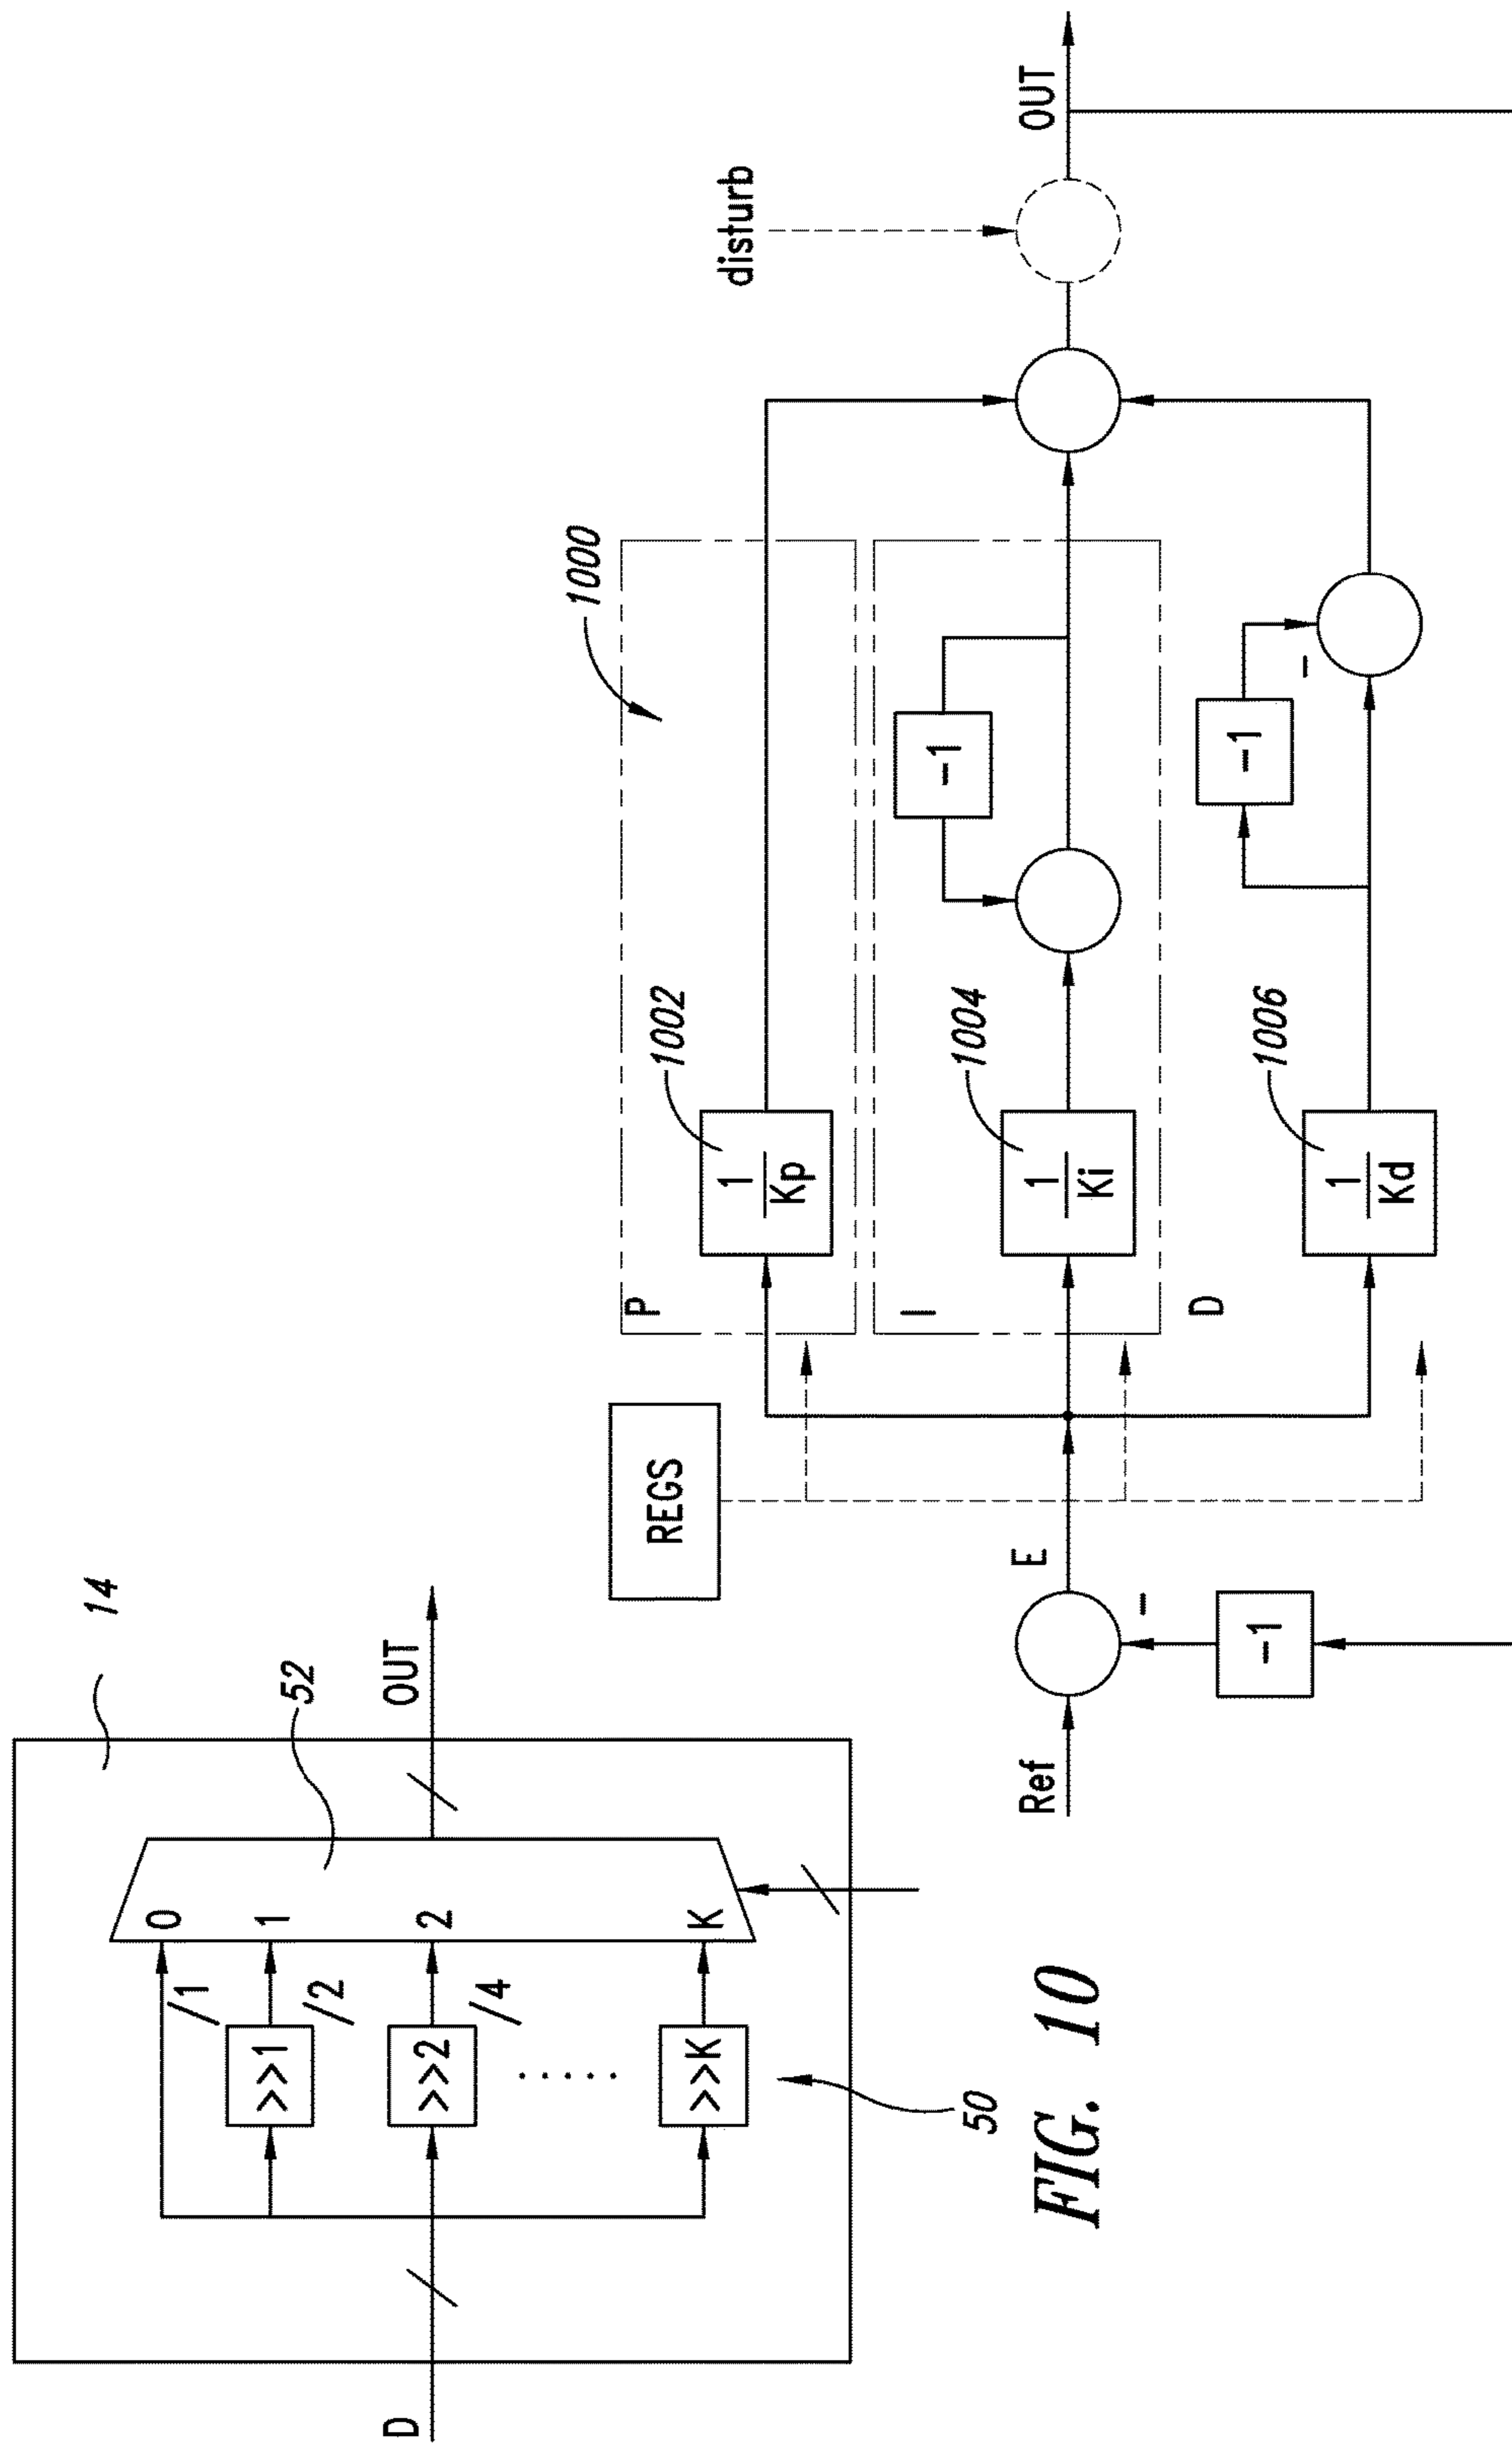 14
D
>>1
>>2
.....
>>K
/1
/2
/4
0
1
2
K
52
OUT
50
FIG. 10
Ref
-
-1
E
REGS
P
I
D
1
Kp
1002
1
Ki
1004
1
Kd
1006
-1
-1
-
1000
disturb
OUT